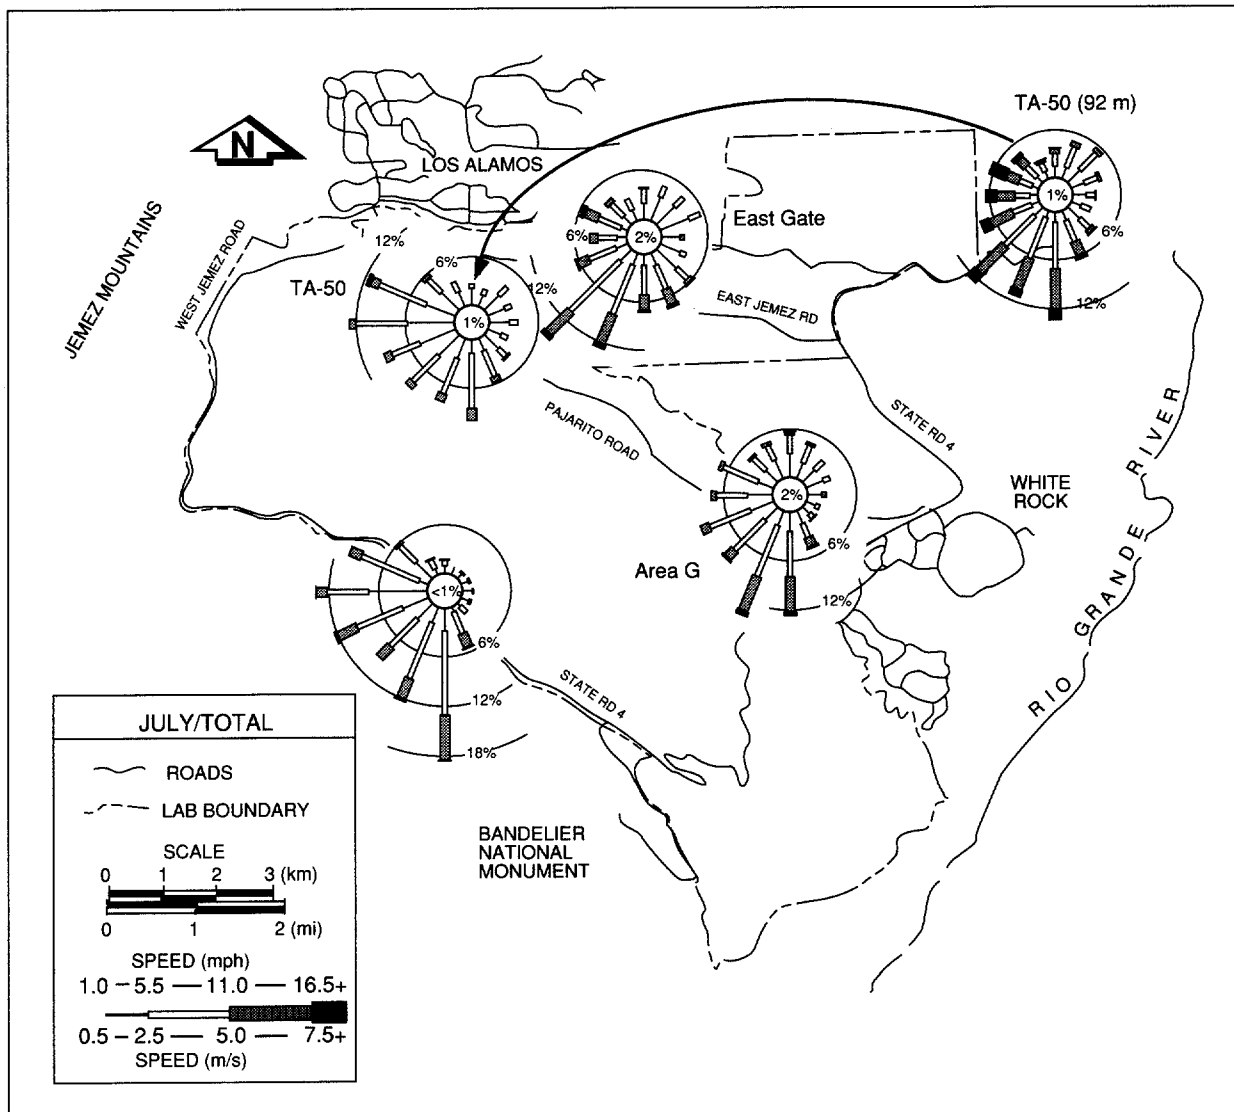 TA-50 (92 m)
N
LOS ALAMOS
1%
JEMEZ MOUNTAINS
WEST JEMEZ ROAD
12%
6%
2%
East Gate
6%
6%
TA-50
12%
EAST JEMEZ RD
12%
1%
PAJARITO ROAD
STATE RD 4
RIO GRANDE RIVER
WHITE
ROCK
2%
6%
Area G
<1%
12%
6%
12%
STATE RD 4
18%
JULY/TOTAL
ROADS
LAB BOUNDARY
SCALE
0 1 2 3 (km)
0 1 2 (mi)
BANDELIER
NATIONAL
MONUMENT
SPEED (mph)
1.0 – 5.5 — 11.0 — 16.5+
0.5 – 2.5 — 5.0 — 7.5+
SPEED (m/s)